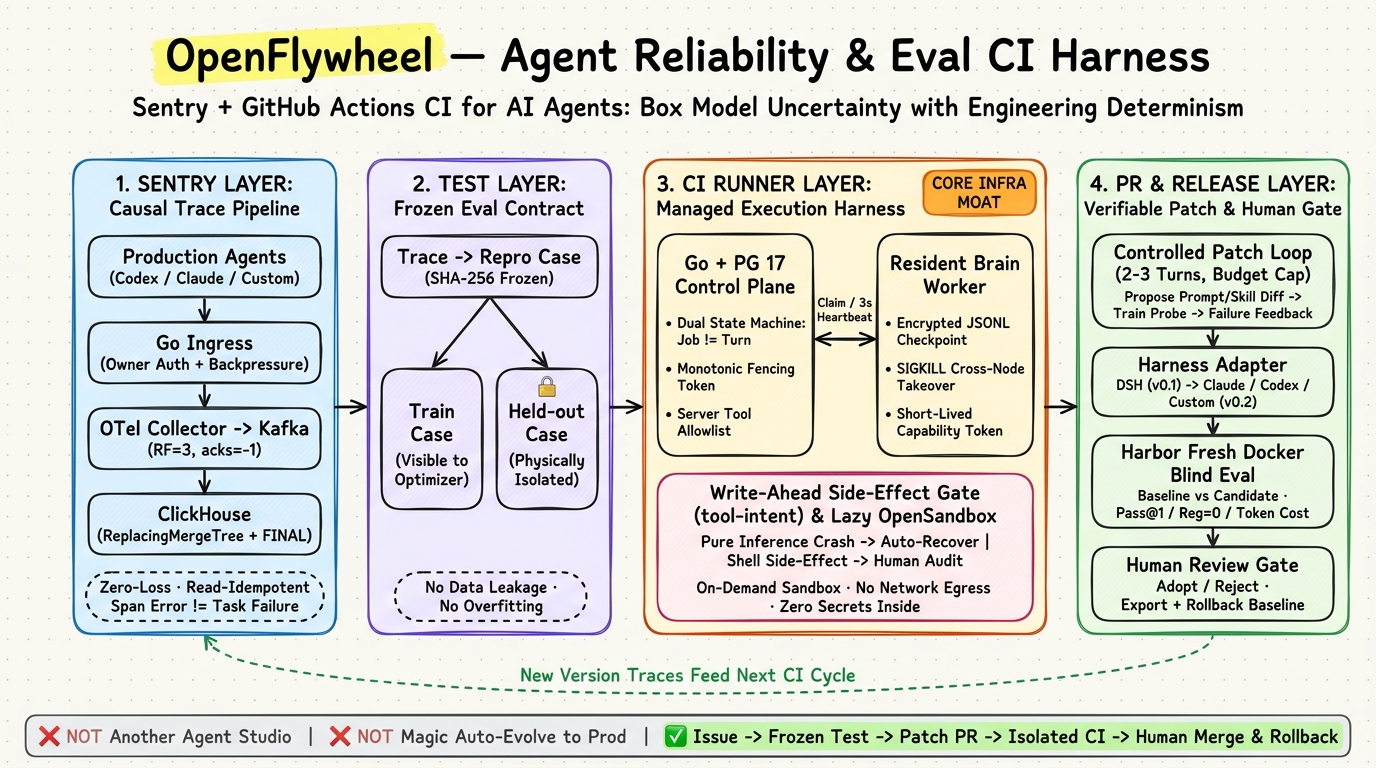 OpenFlywheel — Agent Reliability & Eval CI Harness
Sentry + GitHub Actions CI for AI Agents: Box Model Uncertainty with Engineering Determinism
1. SENTRY LAYER:
Causal Trace Pipeline
Production Agents
(Codex / Claude / Custom)
Go Ingress
(Owner Auth + Backpressure)
OTel Collector -> Kafka
(RF=3, acks=-1)
ClickHouse
(ReplacingMergeTree + FINAL)
Zero-Loss · Read-Idempotent
Span Error != Task Failure
2. TEST LAYER:
Frozen Eval Contract
Trace -> Repro Case
(SHA-256 Frozen)
Train
Case
(Visible to
Optimizer)
Held-out
Case
(Physically
Isolated)
No Data Leakage ·
No Overfitting
3. CI RUNNER LAYER:
Managed Execution Harness
CORE INFRA
MOAT
Go + PG 17
Control Plane
• Dual State Machine:
Job != Turn
• Monotonic Fencing
Token
• Server Tool
Allowlist
Claim / 3s
Heartbeat
Resident Brain
Worker
• Encrypted JSONL
Checkpoint
• SIGKILL Cross-Node
Takeover
• Short-Lived
Capability Token
Write-Ahead Side-Effect Gate
(tool-intent) & Lazy OpenSandbox
Pure Inference Crash -> Auto-Recover |
Shell Side-Effect -> Human Audit
On-Demand Sandbox · No Network Egress
· Zero Secrets Inside
4. PR & RELEASE LAYER:
Verifiable Patch & Human Gate
Controlled Patch Loop
(2-3 Turns, Budget Cap)
Propose Prompt/Skill Diff ->
Train Probe -> Failure Feedback
Harness Adapter
DSH (v0.1) -> Claude / Codex /
Custom (v0.2)
Harbor Fresh Docker
Blind Eval
Baseline vs Candidate ·
Pass@1 / Reg=0 / Token Cost
Human Review Gate
Adopt / Reject ·
Export + Rollback Baseline
New Version Traces Feed Next CI Cycle
❌ NOT Another Agent Studio | ❌ NOT Magic Auto-Evolve to Prod | ✅ Issue -> Frozen Test -> Patch PR -> Isolated CI -> Human Merge & Rollback